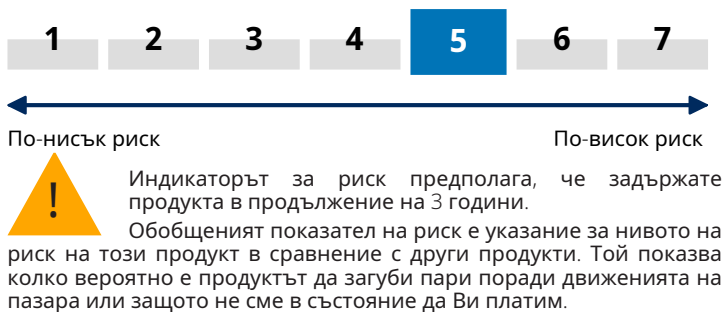 1 2 3 4 5 6 7
По-нисък риск По-висок риск
!
Индикаторът за риск предполага, че задържате
продукта в продължение на 3 години.
Обобщеният показател на риск е указание за нивото на
риск на този продукт в сравнение с други продукти. Той показва
колко вероятно е продуктът да загуби пари поради движенията на
пазара или защото не сме в състояние да Ви платим.